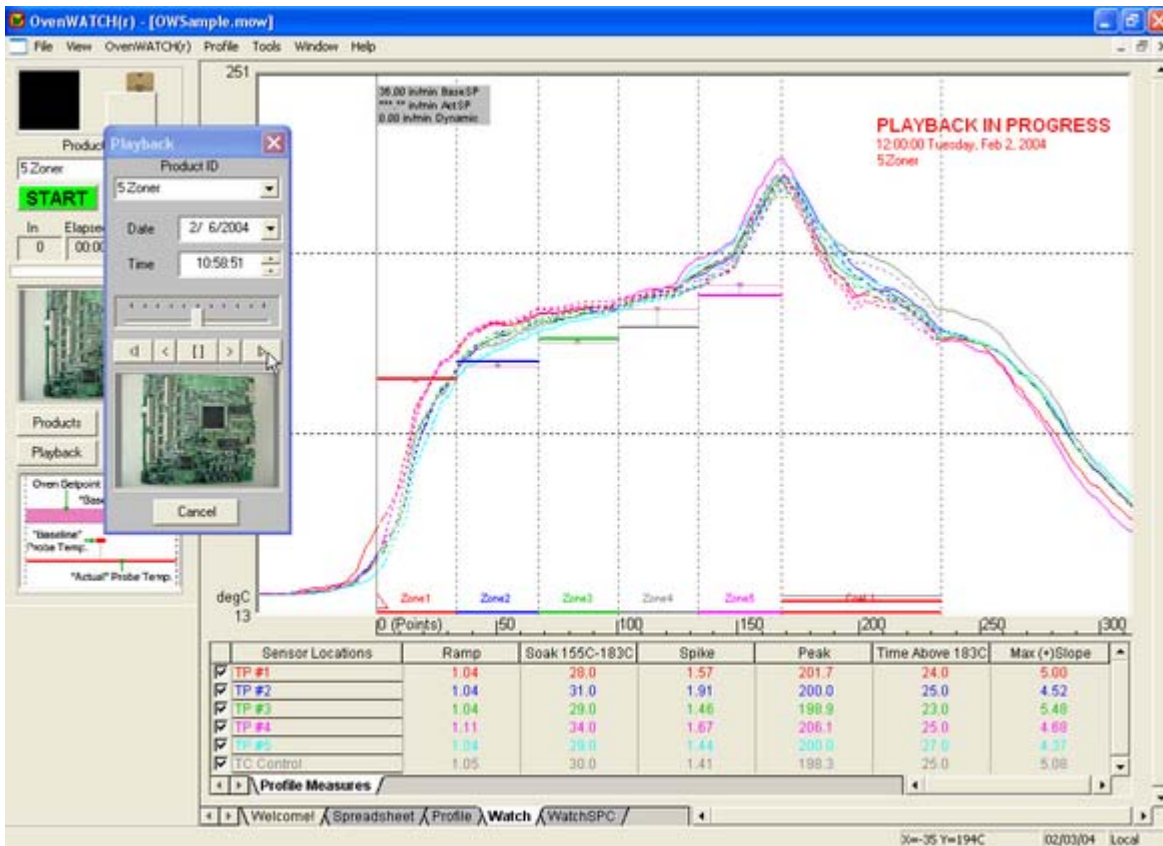 OvenWATCH(r) - [OWSample.mow]
File View OvenWATCH(r) Profile Tools Window Help
Product
5 Zoner
START
In Elapse
0 00:00
Products
Playback
Oven Setpoint
"Base
"Baseline"
Probe Temp.
"Actual" Probe Temp.
Playback
Product ID
5 Zoner
Date 2/ 6/2004
Time 10:58:51
<| < [ ] > |>
Cancel
251
36.00 in/min BaseSP
*** ** in/min ActSP
0.00 in/min Dynamic
PLAYBACK IN PROGRESS
12:00:00 Tuesday, Feb 2, 2004
5Zoner
degC
13
Zone1 Zone2 Zone3 Zone4 Zone5 Cool 1
0 (Points) |50 |100 |150 |200 |250 |300
Sensor Locations Ramp Soak 155C-183C Spike Peak Time Above 183C Max (+)Slope
TP #1 1.04 28.0 1.57 201.7 24.0 5.00
TP #2 1.04 31.0 1.91 200.0 25.0 4.52
TP #3 1.04 29.0 1.46 198.9 23.0 5.48
TP #4 1.11 34.0 1.67 206.1 25.0 4.68
TP #5 1.04 29.0 1.44 200.0 27.0 4.37
TC Control 1.05 30.0 1.41 198.3 25.0 5.08
Profile Measures
Welcome! Spreadsheet Profile Watch WatchSPC
X=-35 Y=194C 02/03/04 Local